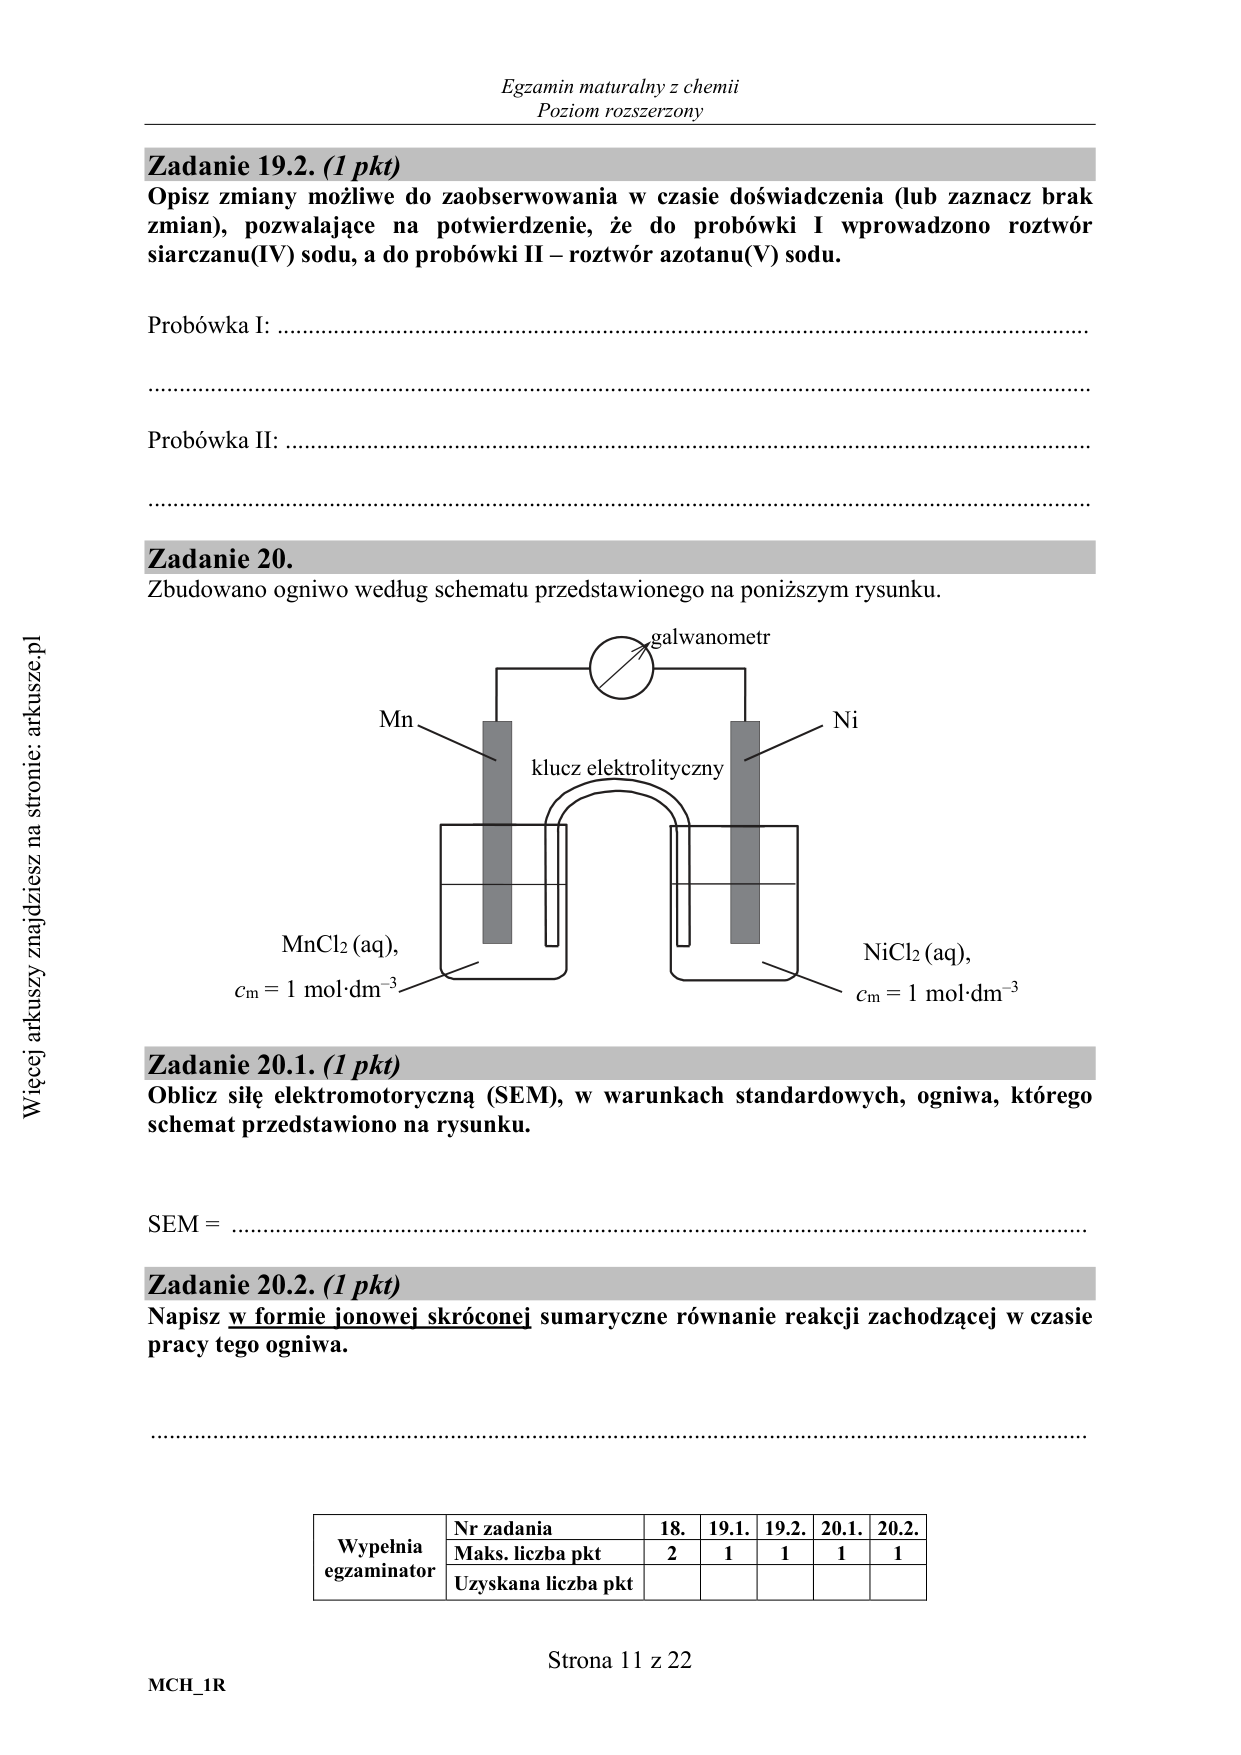 Egzamin maturalny z chemii
Poziom rozszerzony
Zadanie 19.2. (1 pkt)
Opisz zmiany możliwe do zaobserwowania w czasie doświadczenia (lub zaznacz brak
zmian), pozwalające na potwierdzenie, że do probówki I wprowadzono roztwór
siarczanu(IV) sodu, a do probówki II – roztwór azotanu(V) sodu.
Probówka I: ..................................................................................................................................
.......................................................................................................................................................
Probówka II: .................................................................................................................................
.......................................................................................................................................................
Zadanie 20.
Zbudowano ogniwo według schematu przedstawionego na poniższym rysunku.
galwanometr
Mn
Ni
klucz elektrolityczny
MnCl2 (aq),
cm = 1 mol·dm–3
NiCl2 (aq),
cm = 1 mol·dm–3
Zadanie 20.1. (1 pkt)
Oblicz siłę elektromotoryczną (SEM), w warunkach standardowych, ogniwa, którego
schemat przedstawiono na rysunku.
SEM = .........................................................................................................................................
Zadanie 20.2. (1 pkt)
Napisz w formie jonowej skróconej sumaryczne równanie reakcji zachodzącej w czasie
pracy tego ogniwa.
......................................................................................................................................................
Wypełnia egzaminator
Nr zadania 18. 19.1. 19.2. 20.1. 20.2.
Maks. liczba pkt 2 1 1 1 1
Uzyskana liczba pkt
Strona 11 z 22
MCH_1R
Więcej arkuszy znajdziesz na stronie: arkusze.pl